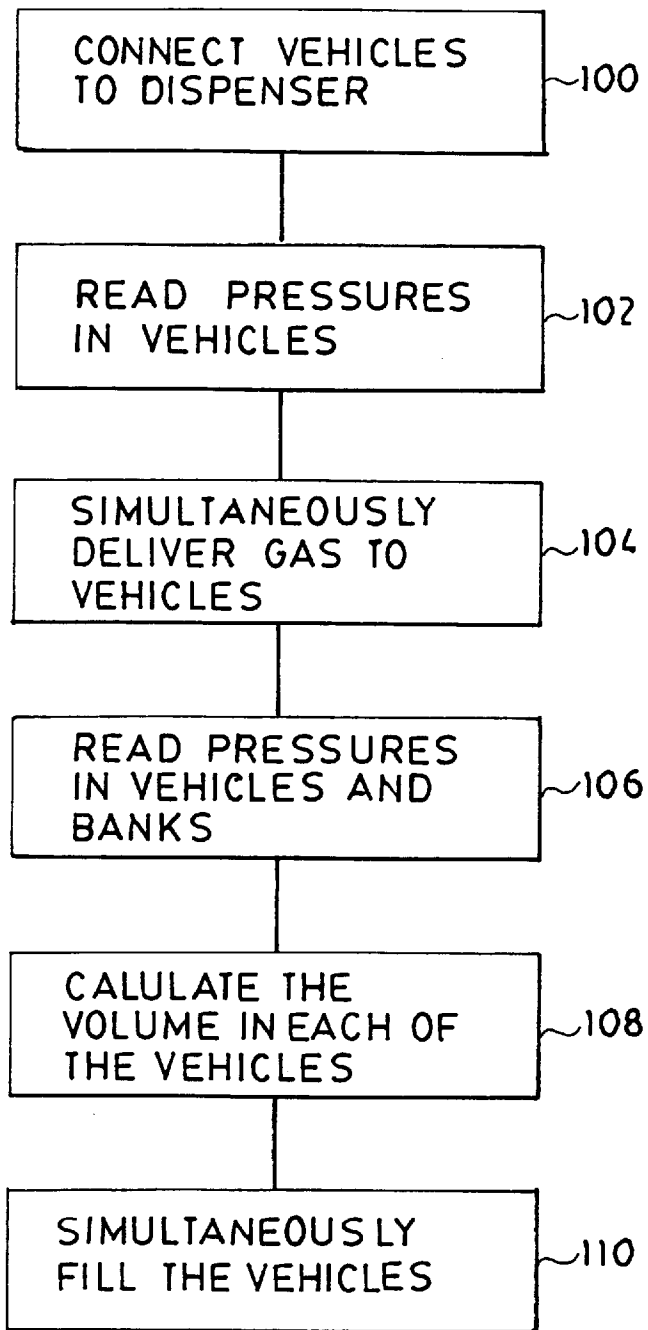 CONNECT VEHICLES
TO DISPENSER
100
READ PRESSURES
IN VEHICLES
102
SIMULTANEOUSLY
DELIVER GAS TO
VEHICLES
104
READ PRESSURES
IN VEHICLES AND
BANKS
106
CALULATE THE
VOLUME IN EACH OF
THE VEHICLES
108
SIMULTANEOUSLY
FILL THE VEHICLES
110